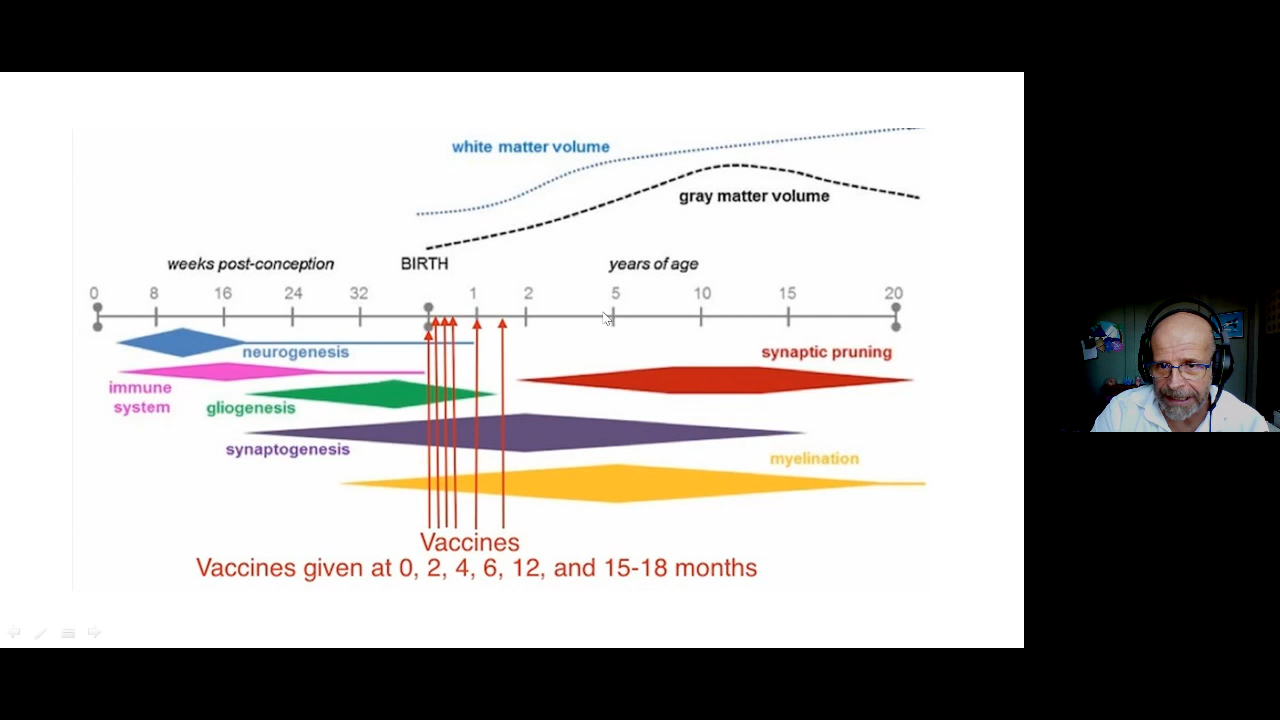 white matter volume
gray matter volume
weeks post-conception BIRTH years of age
0 8 16 24 32 1 2 5 10 15 20
neurogenesis synaptic pruning
immune
system
gliogenesis
synaptogenesis
myelination
Vaccines
Vaccines given at 0, 2, 4, 6, 12, and 15-18 months